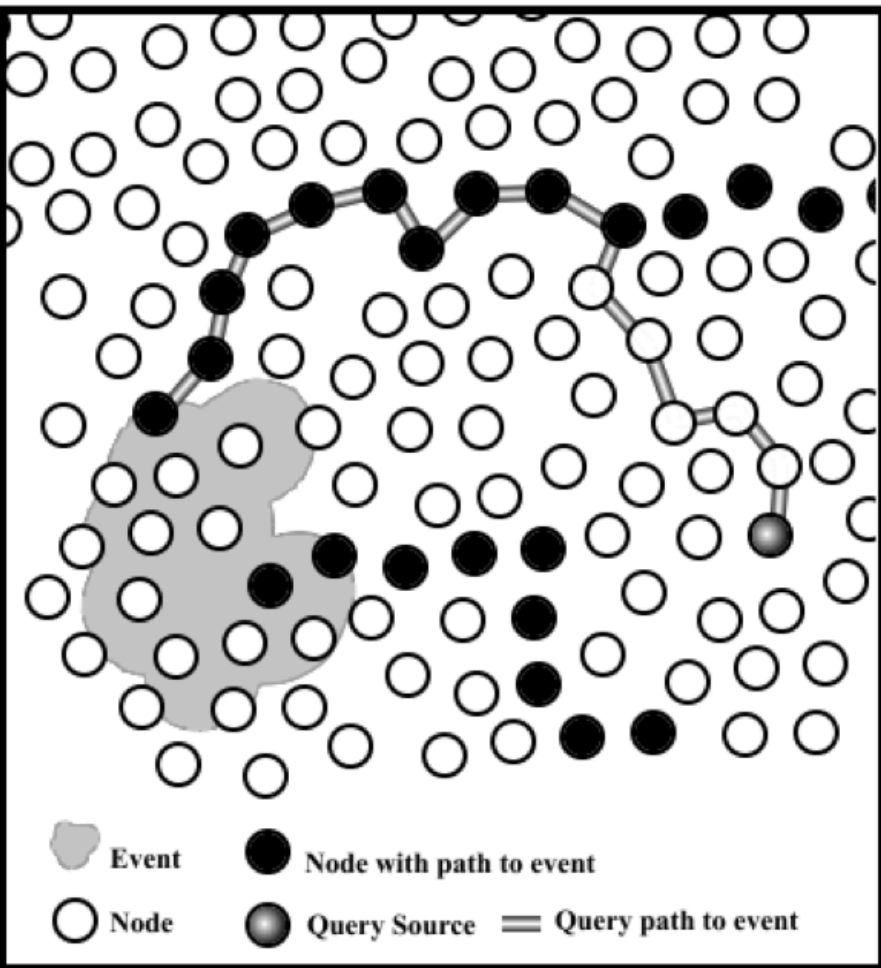 Event
Node with path to event
Node
Query Source
Query path to event